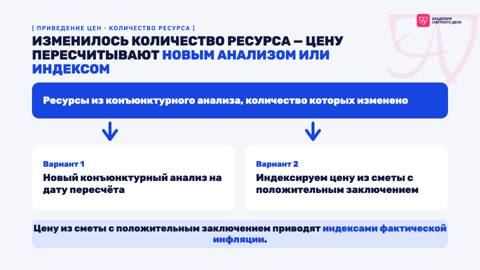 [ ПРИВЕДЕНИЕ ЦЕН · КОЛИЧЕСТВО РЕСУРСА ]
АКАДЕМИЯ
СМЕТНОГО ДЕЛА
ИЗМЕНИЛОСЬ КОЛИЧЕСТВО РЕСУРСА — ЦЕНУ
ПЕРЕСЧИТЫВАЮТ НОВЫМ АНАЛИЗОМ ИЛИ
ИНДЕКСОМ
Ресурсы из конъюнктурного анализа, количество которых изменено
Вариант 1
Новый конъюнктурный анализ на
дату пересчёта
Вариант 2
Индексируем цену из сметы с
положительным заключением
Цену из сметы с положительным заключением приводят индексами фактической
инфляции.